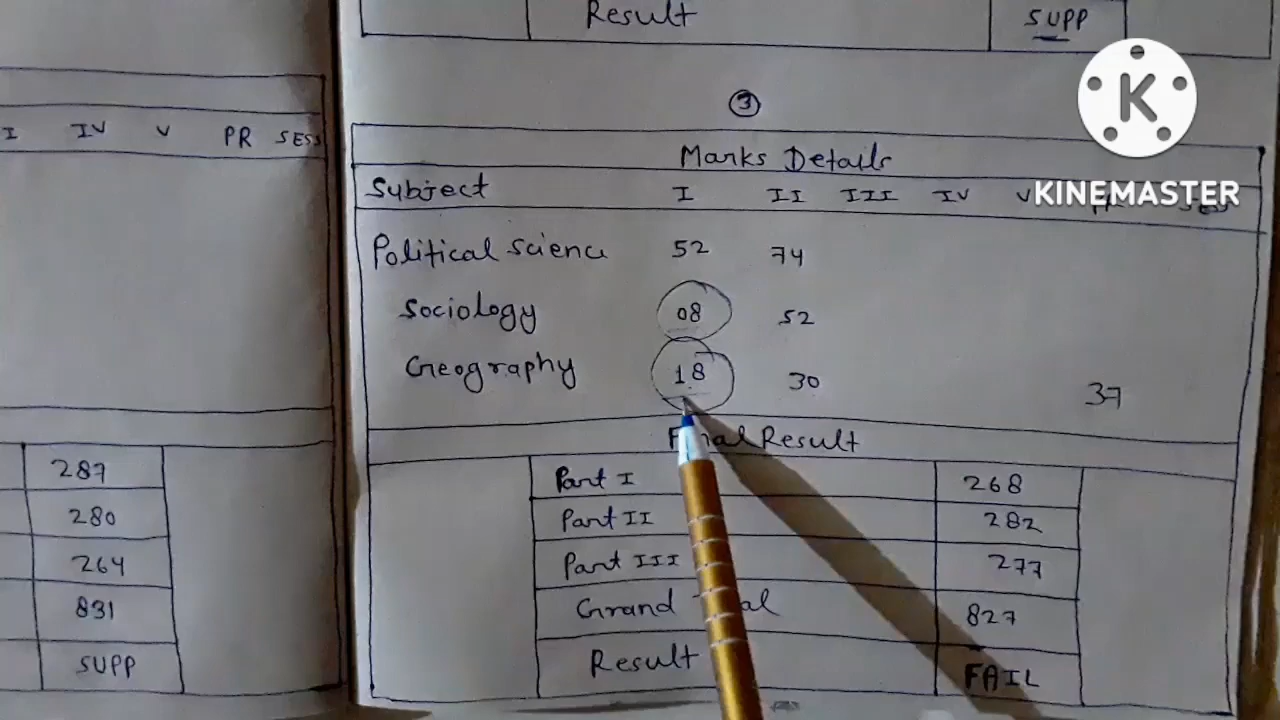 Result SUPP
I IV V PR SESS
287
280
264
831
SUPP
3
Marks Details
Subject I II III IV V
Political Science 52 74
Sociology 08 52
Geography 18 30 37
Final Result
Part I 268
Part II 282
Part III 277
Grand Total 827
Result FAIL
K
KINEMASTER